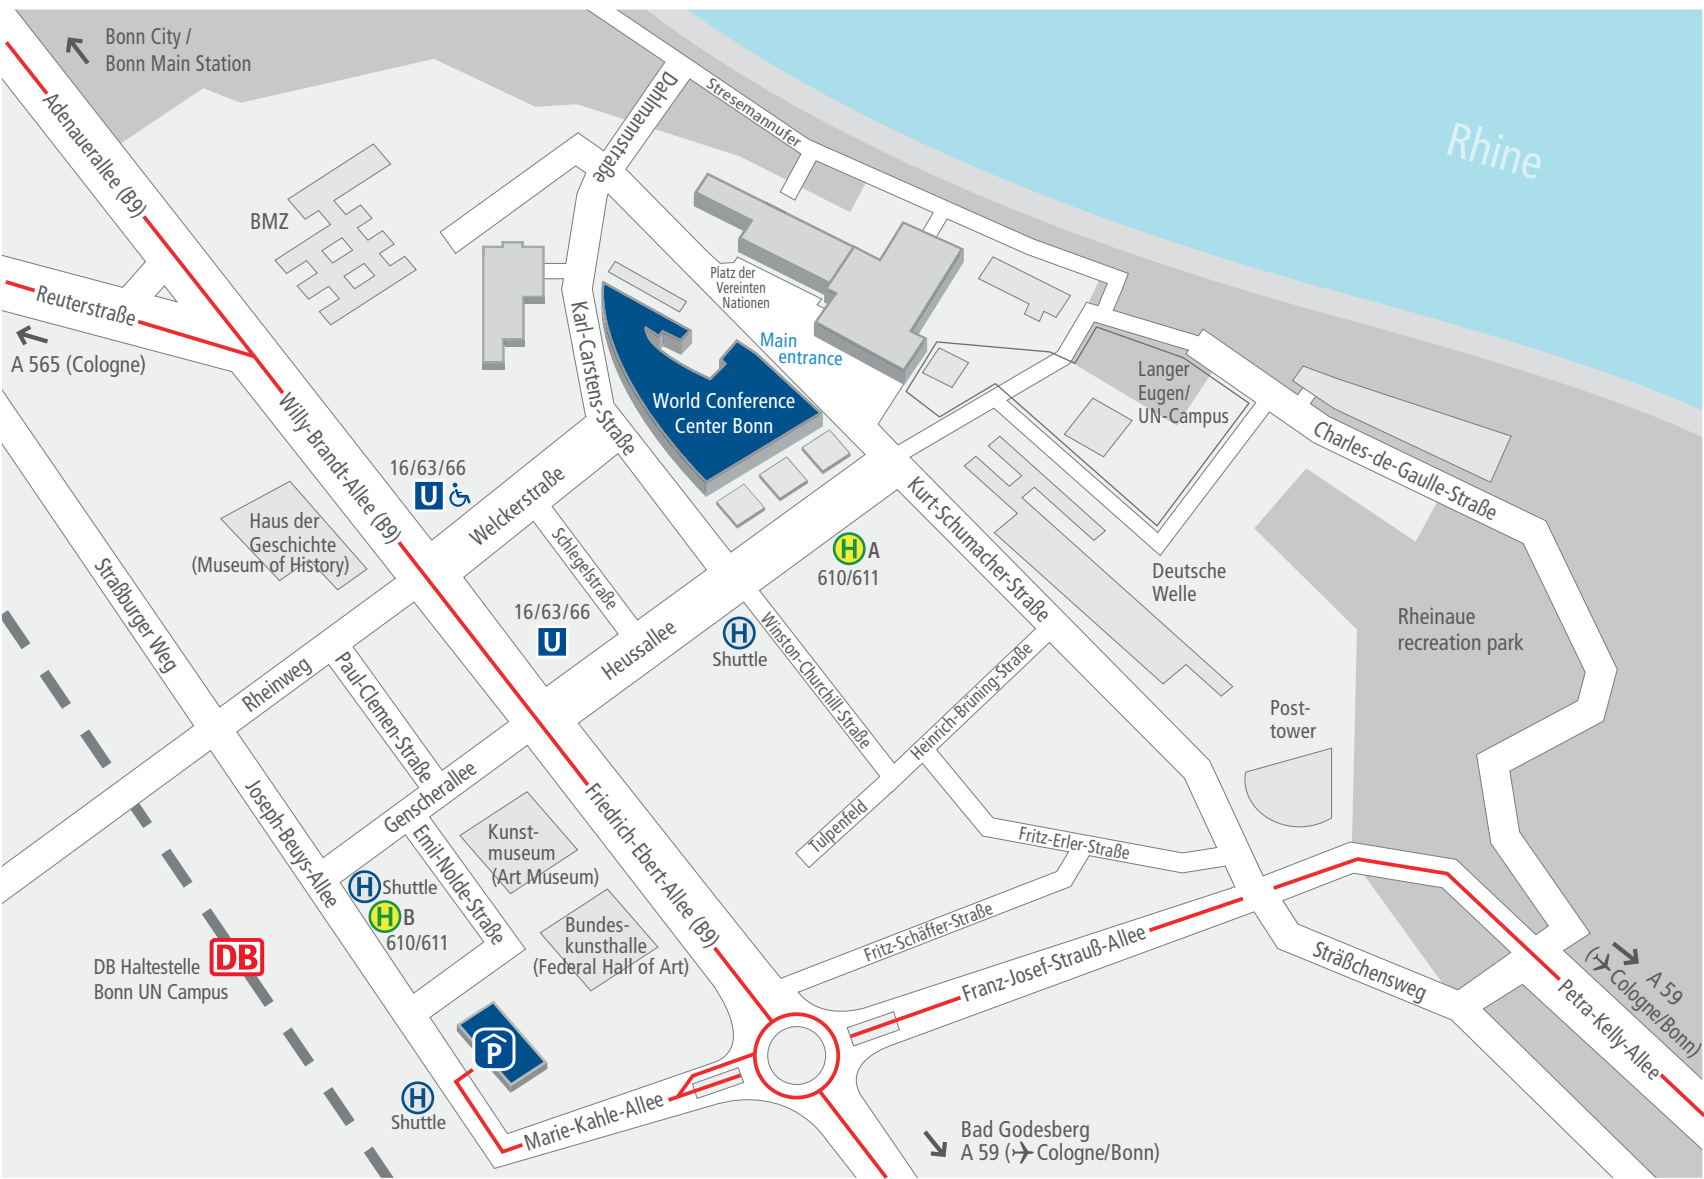 Bonn City /
Bonn Main Station
Adenauerallee (B9)
Reuterstraße
A 565 (Cologne)
BMZ
Dahlmannstraße
Stresemannufer
Rhine
Platz der
Vereinten
Nationen
Main
entrance
Karl-Carstens-Straße
World Conference
Center Bonn
Langer
Eugen/
UN-Campus
Charles-de-Gaulle-Straße
Willy-Brandt-Allee (B9)
16/63/66
U
Welckerstraße
Haus der
Geschichte
(Museum of History)
Schlegelstraße
16/63/66
U
Heussallee
H A
610/611
H
Shuttle
Kurt-Schumacher-Straße
Deutsche
Welle
Rheinaue
recreation park
Straßburger Weg
Rheinweg
Paul-Clemen-Straße
Winston-Churchill-Straße
Heinrich-Brüning-Straße
Post-
tower
Joseph-Beuys-Allee
Genscherallee
Emil-Nolde-Straße
Kunst-
museum
(Art Museum)
Friedrich-Ebert-Allee (B9)
Tulpenfeld
Fritz-Erler-Straße
H Shuttle
H B
610/611
Bundes-
kunsthalle
(Federal Hall of Art)
Fritz-Schäffer-Straße
Franz-Josef-Strauß-Allee
Sträßchensweg
A 59
(Cologne/Bonn)
Petra-Kelly-Allee
DB Haltestelle
Bonn UN Campus
DB
P
H
Shuttle
Marie-Kahle-Allee
Bad Godesberg
A 59 (Cologne/Bonn)